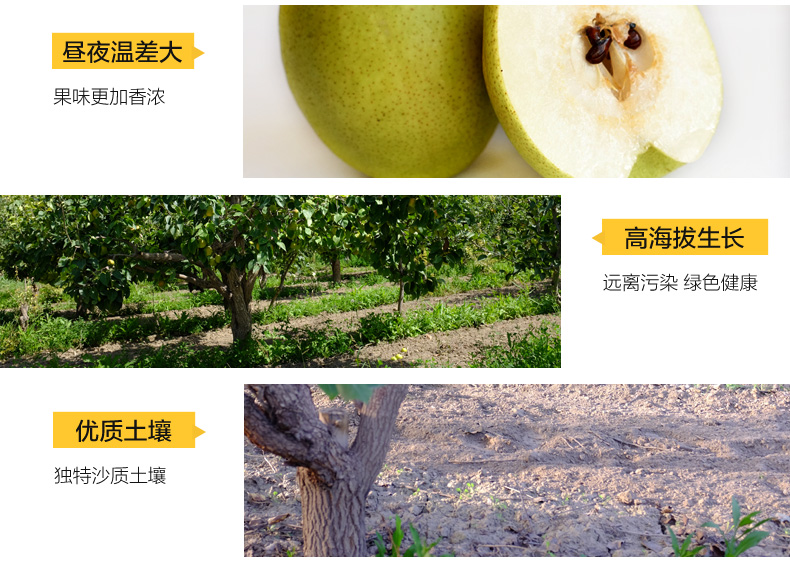 昼夜温差大
果味更加香浓
高海拔生长
远离污染 绿色健康
优质土壤
独特沙质土壤